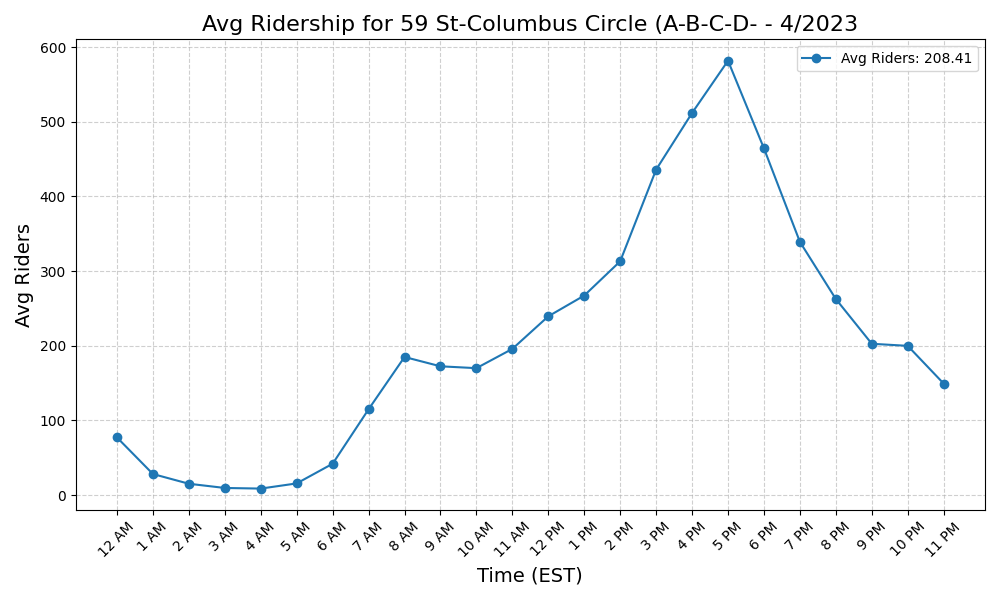 Avg Ridership for 59 St-Columbus Circle (A-B-C-D- - 4/2023
Avg Riders: 208.41
Avg Riders
600
500
400
300
200
100
0
12 AM
1 AM
2 AM
3 AM
4 AM
5 AM
6 AM
7 AM
8 AM
9 AM
10 AM
11 AM
12 PM
1 PM
2 PM
3 PM
4 PM
5 PM
6 PM
7 PM
8 PM
9 PM
10 PM
11 PM
Time (EST)